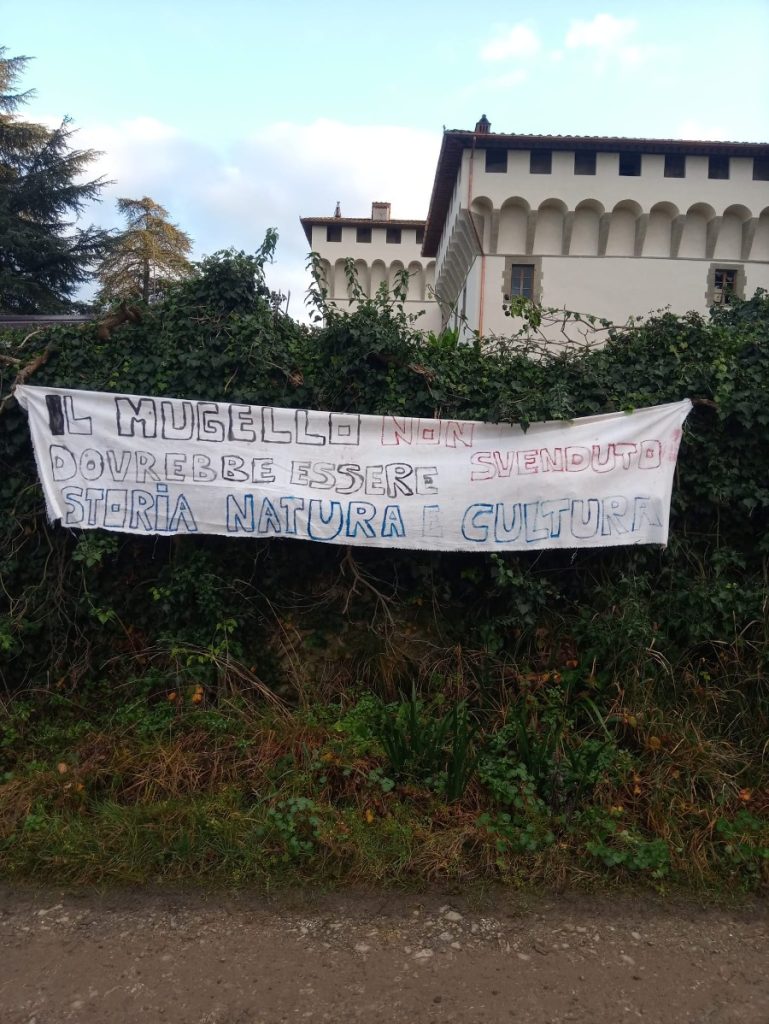 IL MUGELLO NON
DOVREBBE ESSERE SVENDUTO!
STORIA NATURA E CULTURA